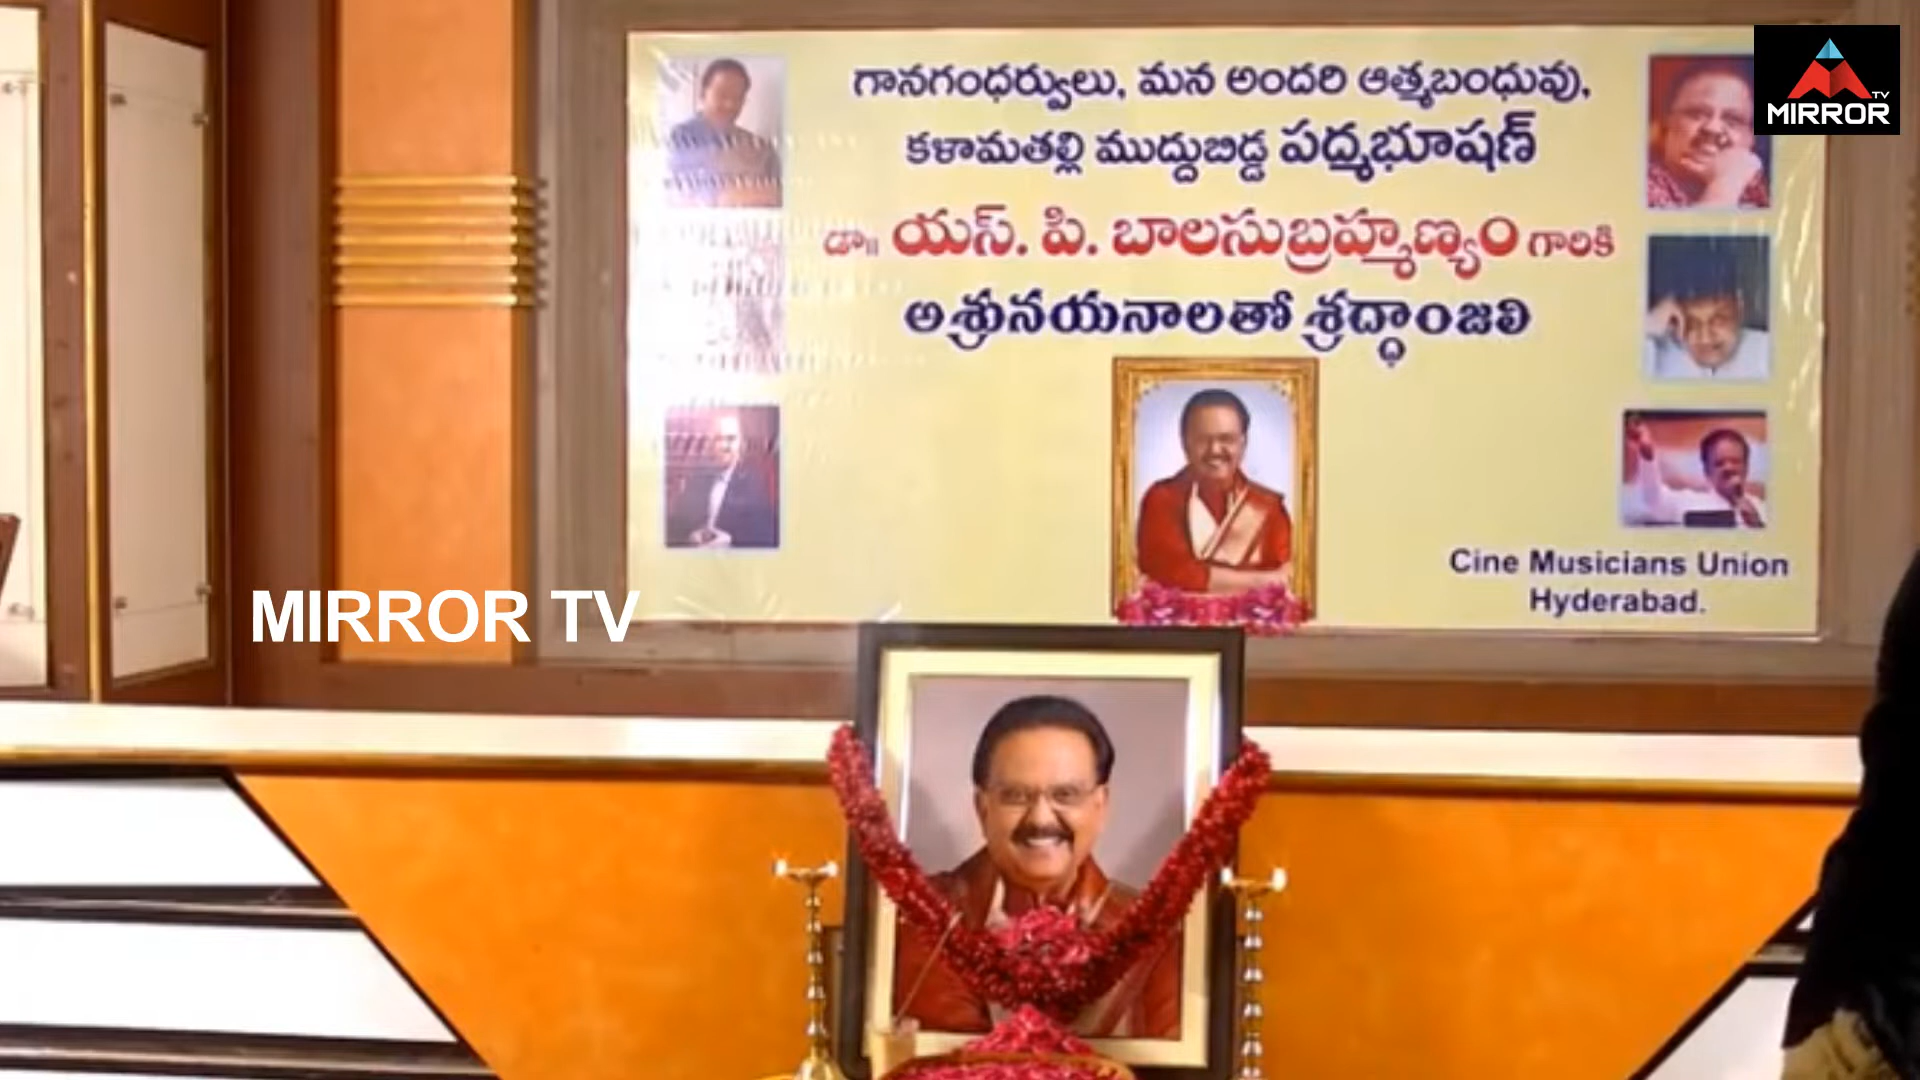 గానగంధర్వులు, మన అందరి ఆత్మబంధువు,
కళామతల్లి ముద్దుబిడ్డ పద్మభూషణ్
డా॥ యస్. పి. బాలసుబ్రహ్మణ్యం గారికి
అశ్రునయనాలతో శ్రద్ధాంజలి
Cine Musicians Union
Hyderabad.
MIRROR TV
TV
MIRROR